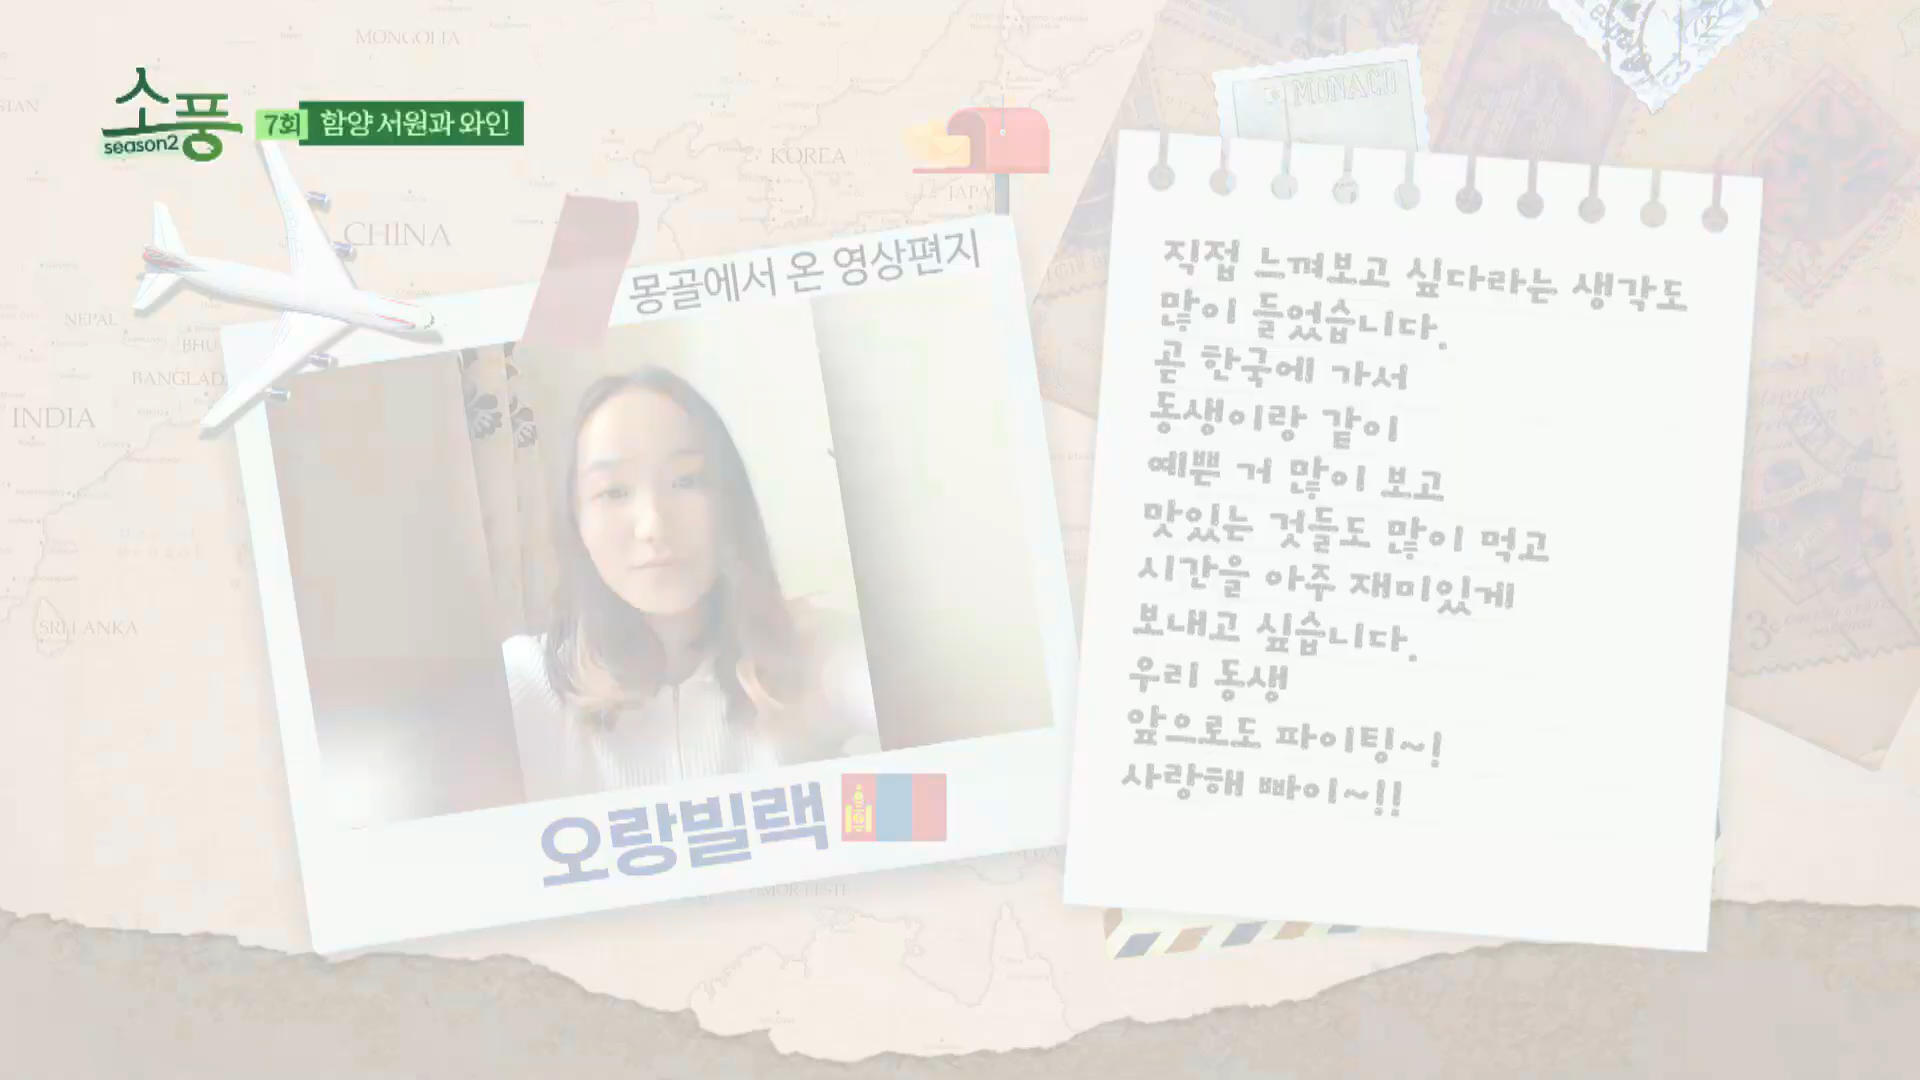 MONGOLIA
소풍
season2
7회 함양 서원과 와인
MONACO
KOREA
CHINA
몽골에서 온 영상편지
NEPAL
INDIA
SRI LANKA
오랑빌랙
직접 느껴보고 싶다라는 생각도
많이 들었습니다.
곧 한국에 가서
동생이랑 같이
예쁜 거 많이 보고
맛있는 것들도 많이 먹고
시간을 아주 재미있게
보내고 싶습니다.
우리 동생
앞으로도 파이팅~!
사랑해 빠이~!!